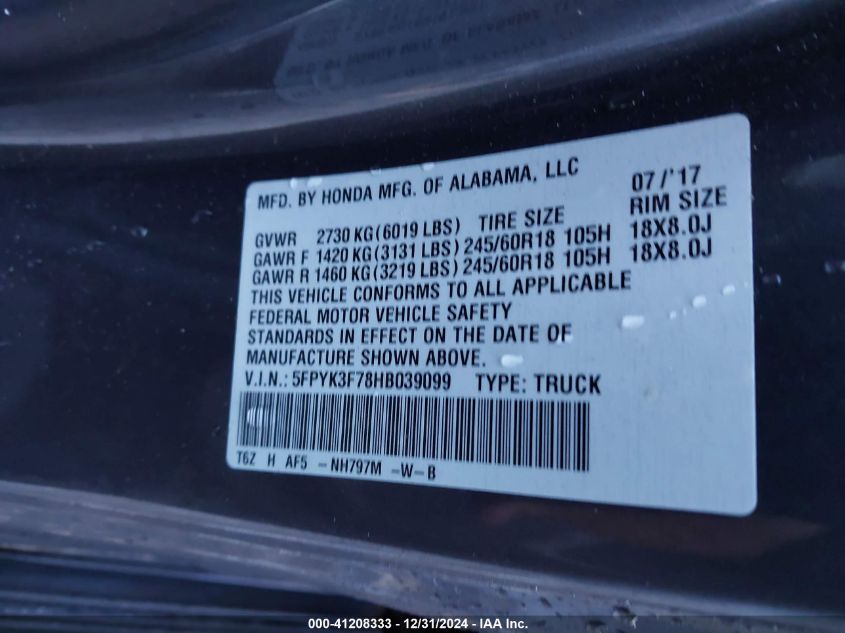 MFD. BY HONDA MFG. OF ALABAMA, LLC 07/'17
GVWR 2730 KG(6019 LBS) TIRE SIZE RIM SIZE
GAWR F 1420 KG(3131 LBS) 245/60R18 105H 18X8.0J
GAWR R 1460 KG(3219 LBS) 245/60R18 105H 18X8.0J
THIS VEHICLE CONFORMS TO ALL APPLICABLE
FEDERAL MOTOR VEHICLE SAFETY
STANDARDS IN EFFECT ON THE DATE OF
MANUFACTURE SHOWN ABOVE.
V.I.N.: 5FPYK3F78HB039099 TYPE: TRUCK
T6Z H AF5 -NH797M -W-B
000-41208333 - 12/31/2024 - IAA Inc.